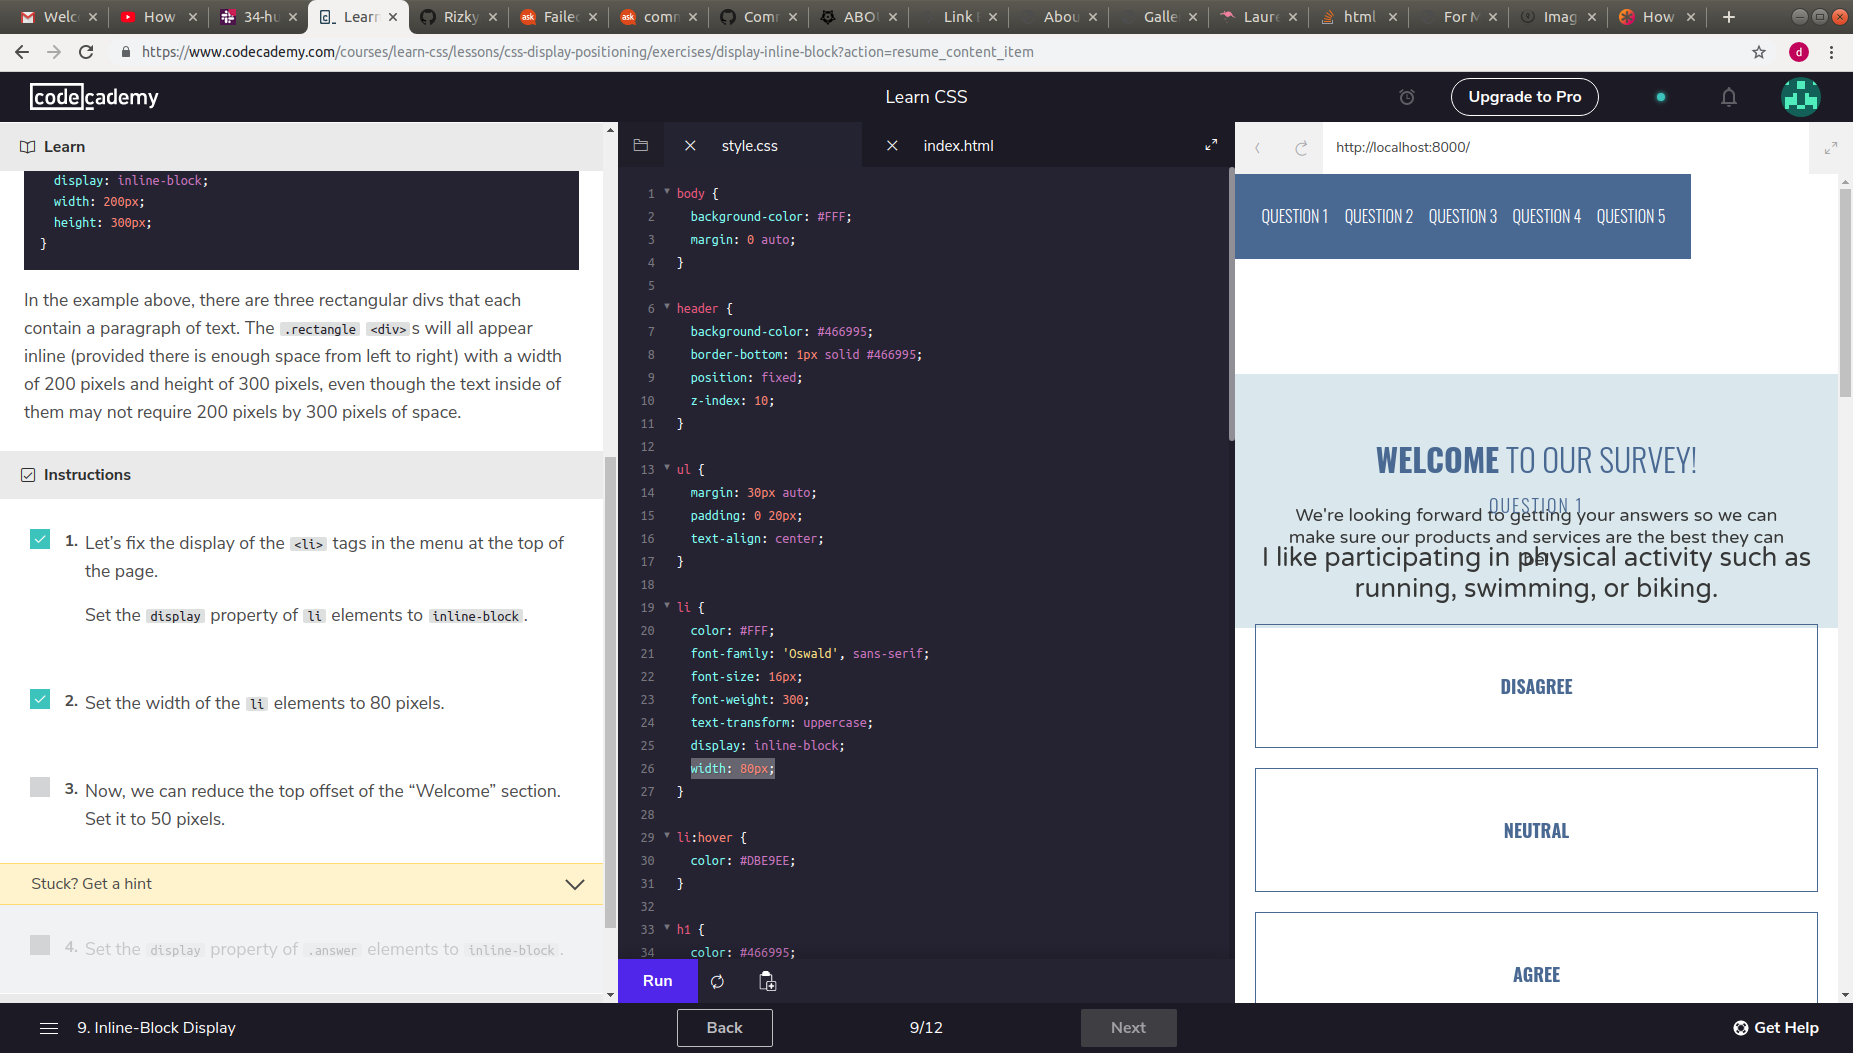 Welc
How
34-hu
Learn
Rizky
Failec
comm
Comm
ABOU
Link
Abou
Galle
Laure
html
For M
Imag
How
https://www.codecademy.com/courses/learn-css/lessons/css-display-positioning/exercises/display-inline-block?action=resume_content_item
d
codecademy
Learn CSS
Upgrade to Pro
Learn
display: inline-block;
width: 200px;
height: 300px;
}
In the example above, there are three rectangular divs that each
contain a paragraph of text. The .rectangle <div>s will all appear
inline (provided there is enough space from left to right) with a width
of 200 pixels and height of 300 pixels, even though the text inside of
them may not require 200 pixels by 300 pixels of space.
Instructions
1. Let's fix the display of the <li> tags in the menu at the top of
the page.
Set the display property of li elements to inline-block.
2. Set the width of the li elements to 80 pixels.
3. Now, we can reduce the top offset of the “Welcome” section.
Set it to 50 pixels.
Stuck? Get a hint
4. Set the display property of .answer elements to inline-block.
style.css
index.html
1 body {
2 background-color: #FFF;
3 margin: 0 auto;
4 }
5
6 header {
7 background-color: #466995;
8 border-bottom: 1px solid #466995;
9 position: fixed;
10 z-index: 10;
11 }
12
13 ul {
14 margin: 30px auto;
15 padding: 0 20px;
16 text-align: center;
17 }
18
19 li {
20 color: #FFF;
21 font-family: 'Oswald', sans-serif;
22 font-size: 16px;
23 font-weight: 300;
24 text-transform: uppercase;
25 display: inline-block;
26 width: 80px;
27 }
28
29 li:hover {
30 color: #DBE9EE;
31 }
32
33 h1 {
34 color: #466995;
Run
http://localhost:8000/
QUESTION 1 QUESTION 2 QUESTION 3 QUESTION 4 QUESTION 5
WELCOME TO OUR SURVEY!
QUESTION 1
We're looking forward to getting your answers so we can
make sure our products and services are the best they can
be!
I like participating in physical activity such as
running, swimming, or biking.
DISAGREE
NEUTRAL
AGREE
9. Inline-Block Display
Back
9/12
Next
Get Help